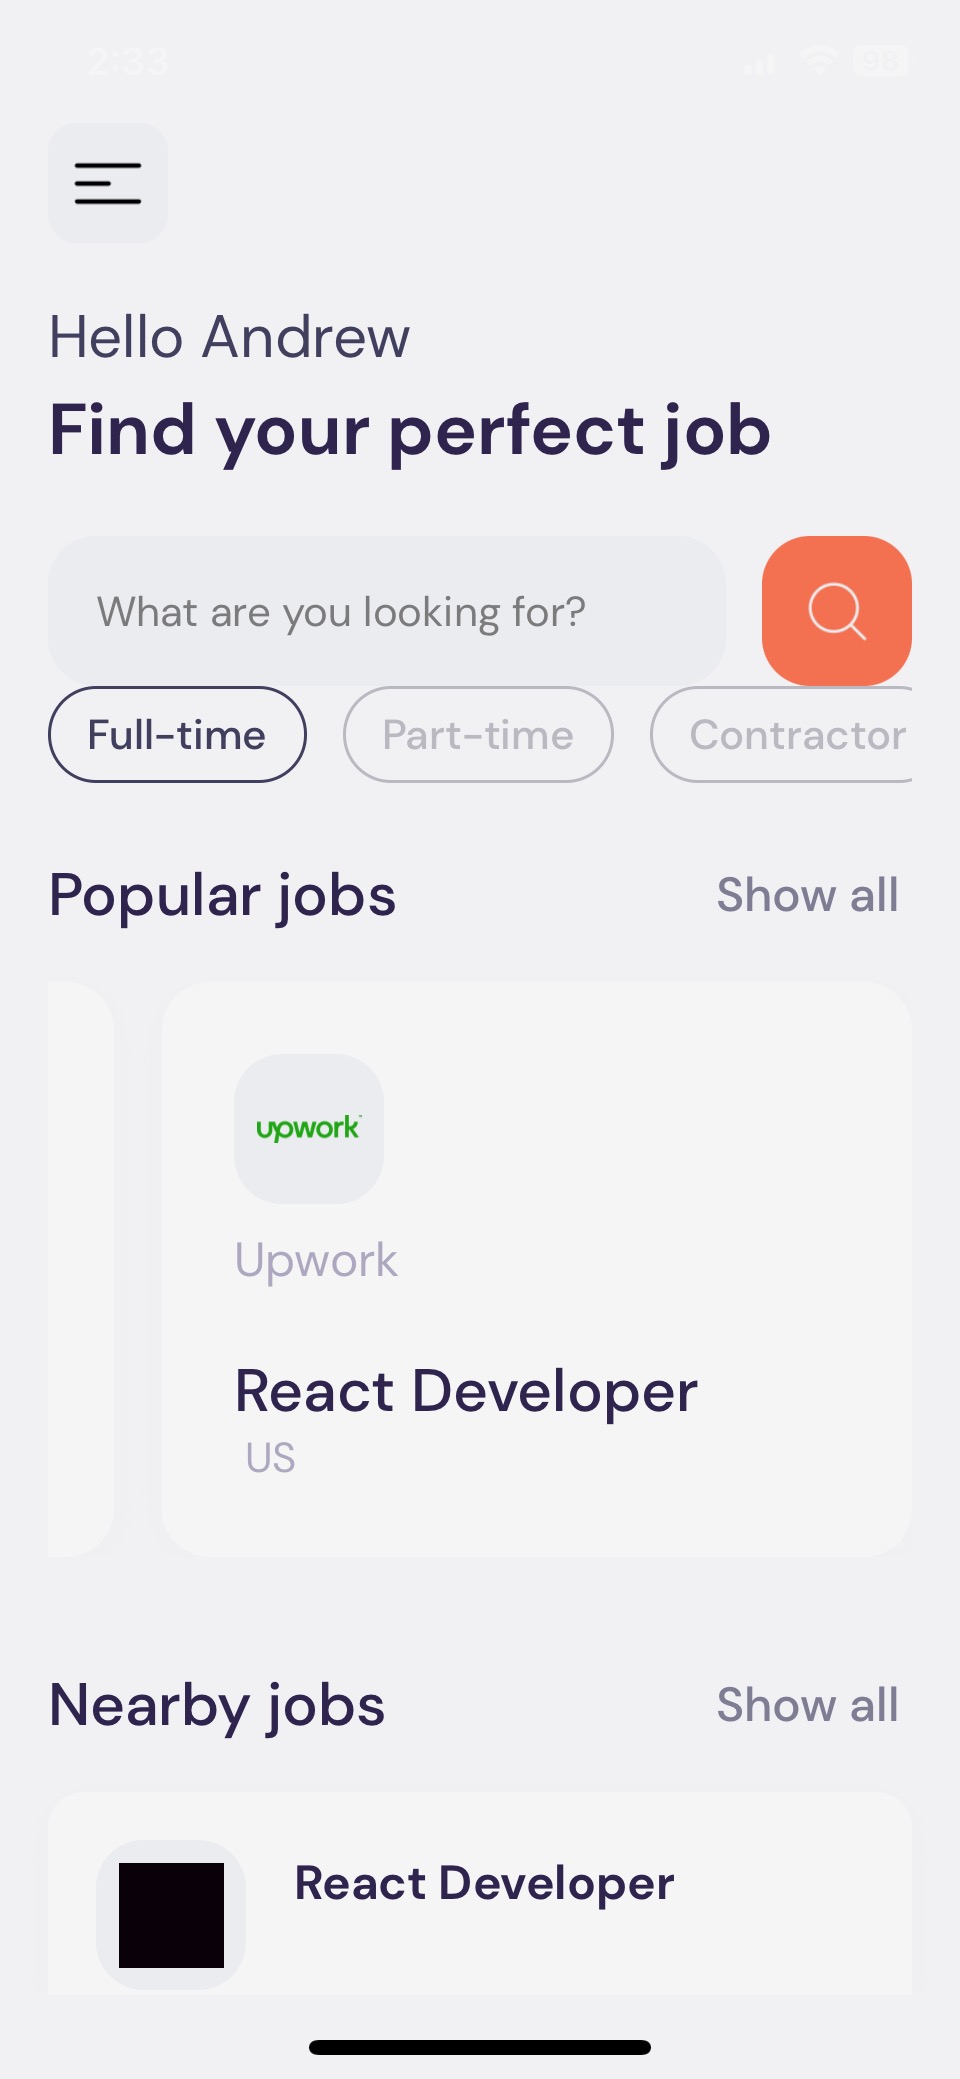 2:33
98
Hello Andrew
Find your perfect job
What are you looking for?
Full-time Part-time Contractor
Popular jobs Show all
upwork
Upwork
React Developer
US
Nearby jobs Show all
React Developer